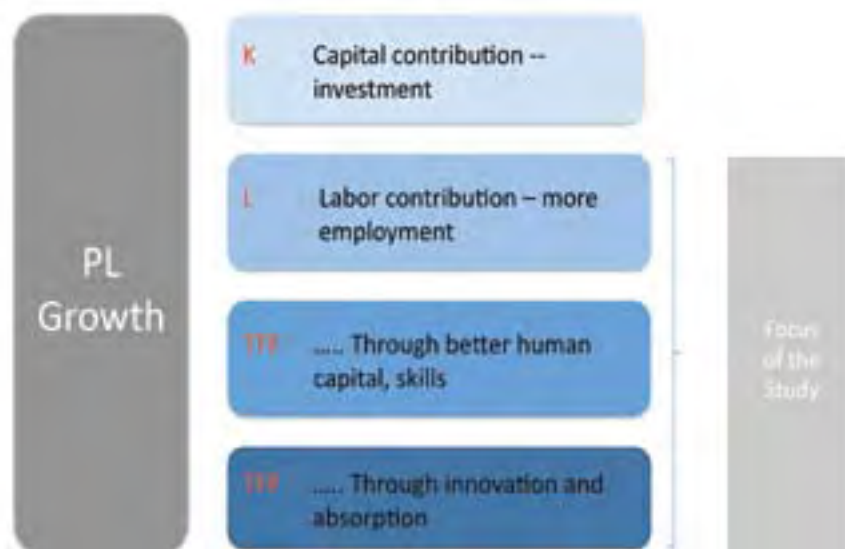 PL
Growth
K Capital contribution --
investment
L Labor contribution – more
employment
TFP ..... Through better human
capital, skills
TFP ..... Through innovation and
absorption
Focus
of the
Study